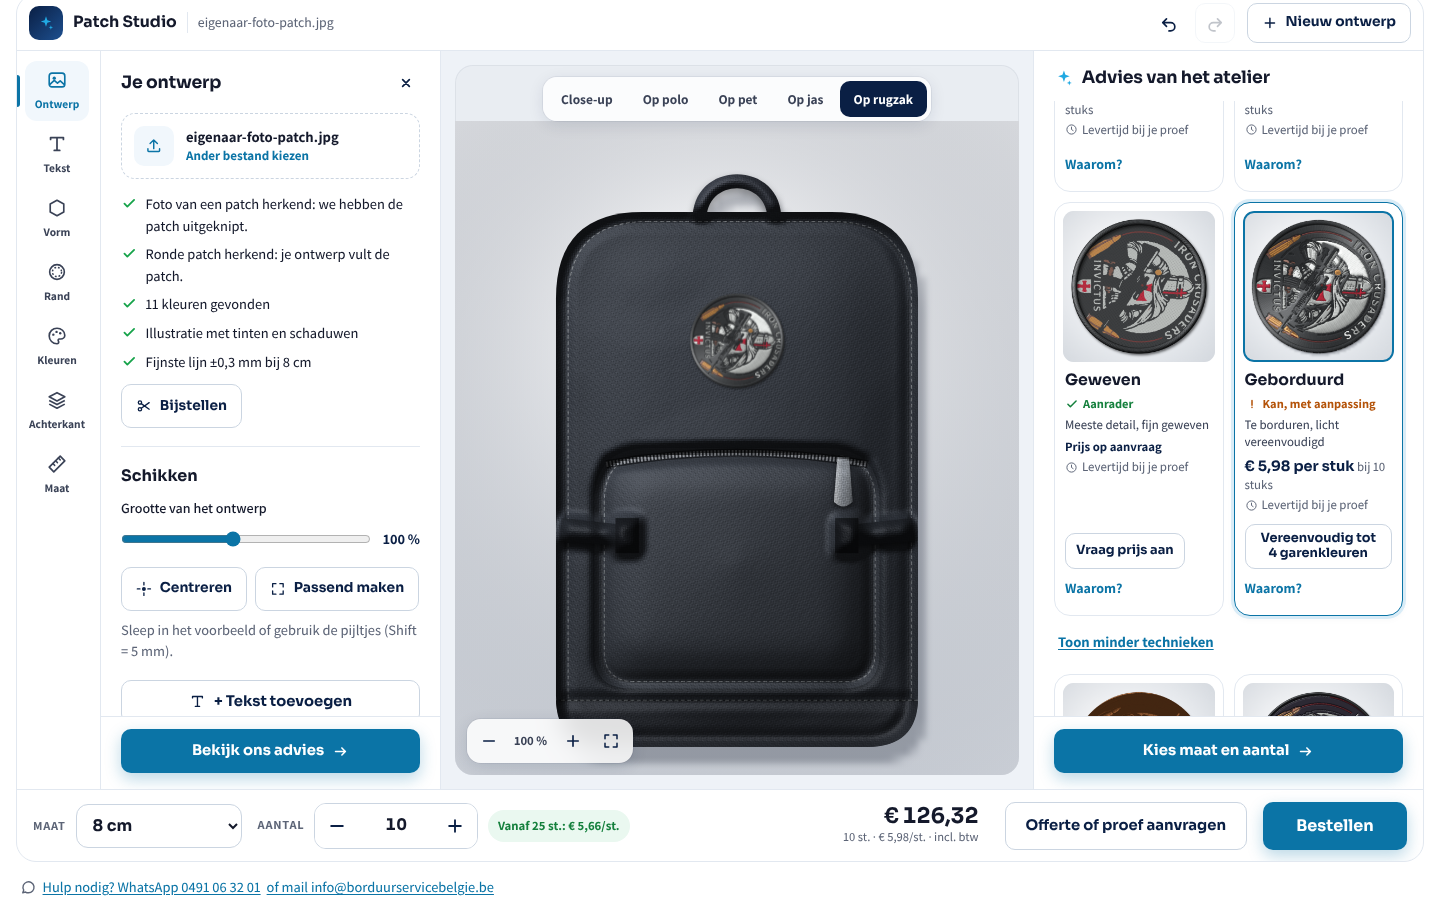 Patch Studio
eigenaar-foto-patch.jpg
Nieuw ontwerp
Ontwerp
Tekst
Vorm
Rand
Kleuren
Achterkant
Maat
Je ontwerp
eigenaar-foto-patch.jpg
Ander bestand kiezen
Foto van een patch herkend: we hebben de
patch uitgeknipt.
Ronde patch herkend: je ontwerp vult de
patch.
11 kleuren gevonden
Illustratie met tinten en schaduwen
Fijnste lijn ±0,3 mm bij 8 cm
Bijstellen
Schikken
Grootte van het ontwerp
100 %
Centreren
Passend maken
Sleep in het voorbeeld of gebruik de pijltjes (Shift
= 5 mm).
+ Tekst toevoegen
Bekijk ons advies →
Close-up
Op polo
Op pet
Op jas
Op rugzak
IRON CRUSADERS
INVICTUS
100 %
Advies van het atelier
stuks
Levertijd bij je proef
Waarom?
stuks
Levertijd bij je proef
Waarom?
IRON CRUSADERS
INVICTUS
Geweven
Aanrader
Meeste detail, fijn geweven
Prijs op aanvraag
Levertijd bij je proef
Vraag prijs aan
Waarom?
IRON CRUSADERS
INVICTUS
Geborduurd
! Kan, met aanpassing
Te borduren, licht
vereenvoudigd
€ 5,98 per stuk bij 10
stuks
Levertijd bij je proef
Vereenvoudig tot
4 garenkleuren
Waarom?
Toon minder technieken
Kies maat en aantal →
MAAT
8 cm
AANTAL
10
Vanaf 25 st.: € 5,66/st.
€ 126,32
10 st. · € 5,98/st. · incl. btw
Offerte of proef aanvragen
Bestellen
Hulp nodig? WhatsApp 0491 06 32 01 of mail info@borduurservicebelgie.be